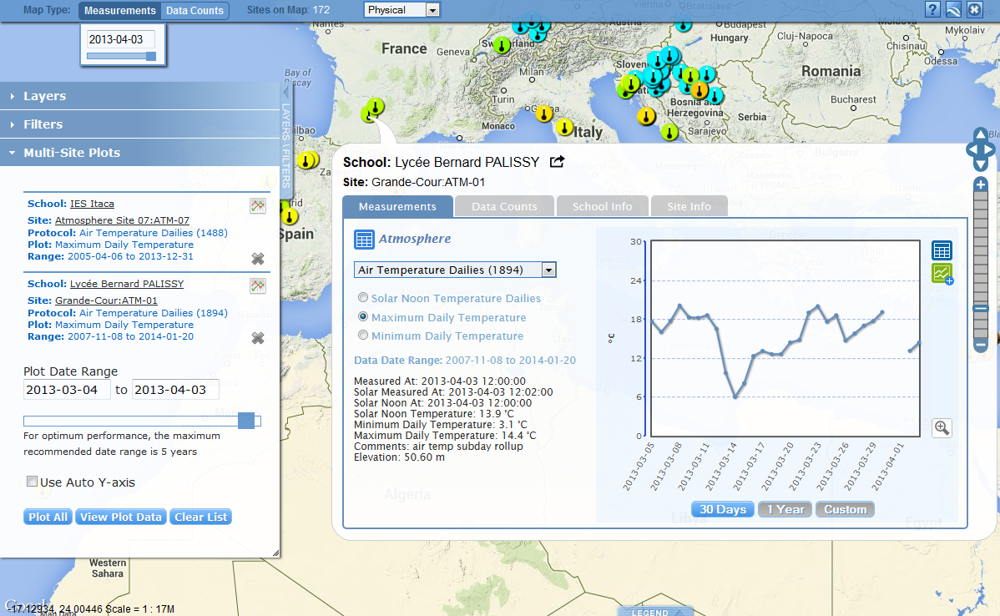 Map Type: Measurements Data Counts Sites on Map: 172 Physical
2013-04-03
Layers
Filters
Multi-Site Plots
LAYERS \ FILTERS
School: IES Itaca
Site: Atmosphere Site 07:ATM-07
Protocol: Air Temperature Dailies (1488)
Plot: Maximum Daily Temperature
Range: 2005-04-06 to 2013-12-31
School: Lycée Bernard PALISSY
Site: Grande-Cour:ATM-01
Protocol: Air Temperature Dailies (1894)
Plot: Maximum Daily Temperature
Range: 2007-11-08 to 2014-01-20
Plot Date Range
2013-03-04 to 2013-04-03
For optimum performance, the maximum
recommended date range is 5 years
Use Auto Y-axis
Plot All View Plot Data Clear List
Nantes
France
Geneva
Bay of
Biscay
Milan
Turin
Monaco
Italy
Vienna
Bratislava
Austria
Budapest
Hungary
Cluj-Napoca
Moldova
Chisinau
Mykolaiv
Odessa
Romania
Bucharest
Bosnia and
Herzegovina
Sarajevo
Serbia
Bulgaria
Spain
Algeria
Libya
Egypt
Greece
Western
Sahara
School: Lycée Bernard PALISSY
Site: Grande-Cour:ATM-01
Measurements Data Counts School Info Site Info
Atmosphere
Air Temperature Dailies (1894)
Solar Noon Temperature Dailies
Maximum Daily Temperature
Minimum Daily Temperature
Data Date Range: 2007-11-08 to 2014-01-20
Measured At: 2013-04-03 12:00:00
Solar Measured At: 2013-04-03 12:02:00
Solar Noon At: 2013-04-03 12:00:00
Solar Noon Temperature: 13.9 °C
Minimum Daily Temperature: 3.1 °C
Maximum Daily Temperature: 14.4 °C
Comments: air temp subday rollup
Elevation: 50.60 m
30
24
18
12
6
0
°C
2013-03-05
2013-03-08
2013-03-11
2013-03-14
2013-03-17
2013-03-20
2013-03-23
2013-03-26
2013-03-29
2013-04-01
30 Days 1 Year Custom
-17.12934, 24.00446 Scale = 1 : 17M
LEGEND